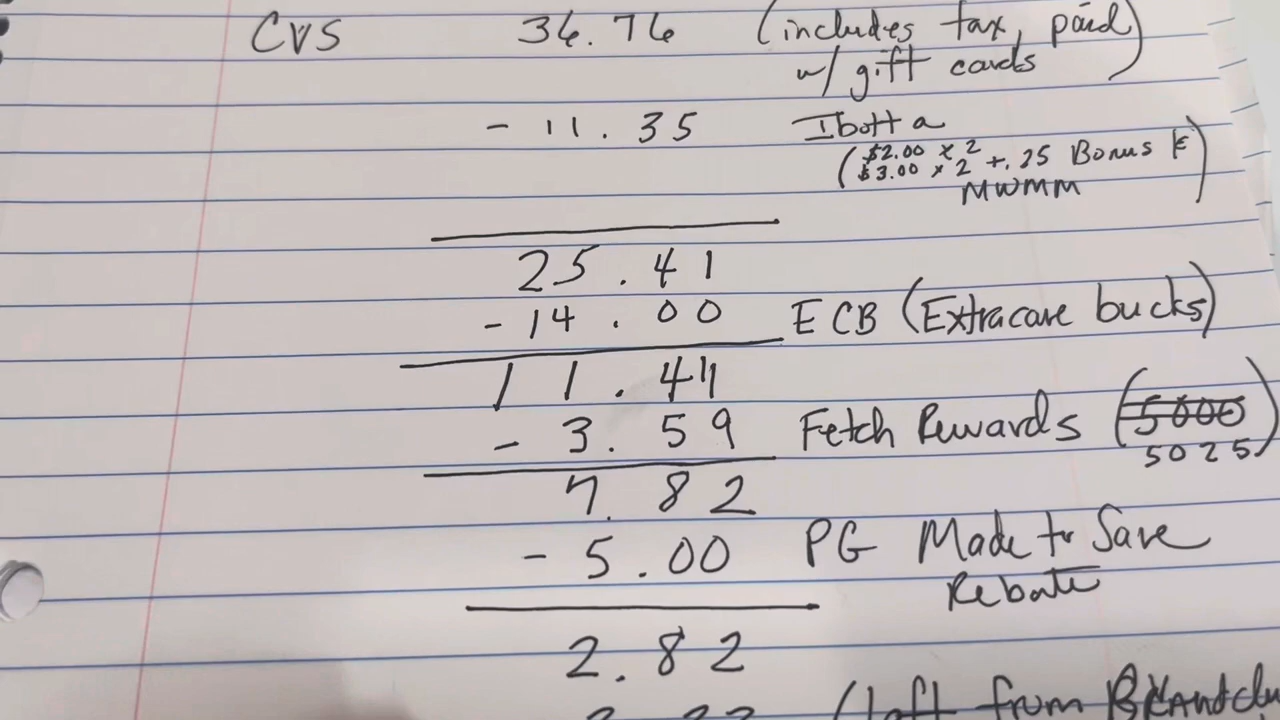 CVS 36.76 (includes tax, paid
w/ gift cards)
- 11.35 Ibotta
($2.00 x 2
$3.00 x 2 +.25 Bonus &
MWMM)
25.41
- 14.00 ECB (Extracare bucks)
11.41
- 3.59 Fetch Rewards (5000
5025)
7.82
- 5.00 PG Made to Save
Rebate
2.82
(left from